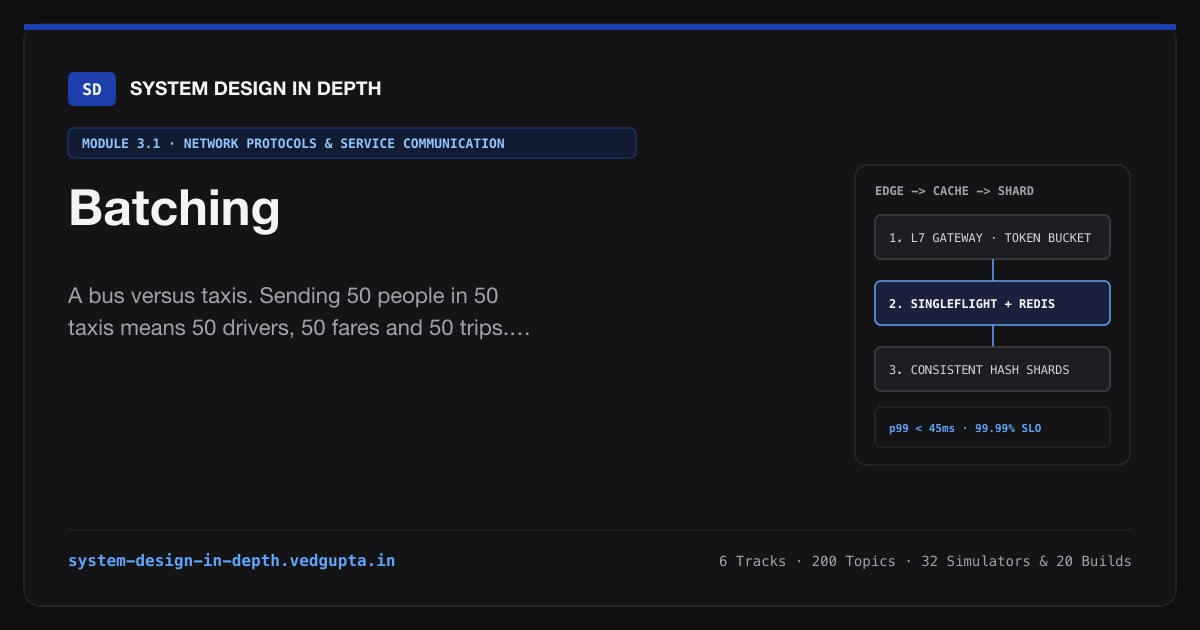 SD SYSTEM DESIGN IN DEPTH
MODULE 3.1 · NETWORK PROTOCOLS & SERVICE COMMUNICATION
Batching
A bus versus taxis. Sending 50 people in 50
taxis means 50 drivers, 50 fares and 50 trips.…
EDGE —> CACHE —> SHARD
1. L7 GATEWAY · TOKEN BUCKET
2. SINGLEFLIGHT + REDIS
3. CONSISTENT HASH SHARDS
p99 < 45ms · 99.99% SLO
system-design-in-depth.vedgupta.in
6 Tracks · 200 Topics · 32 Simulators & 20 Builds